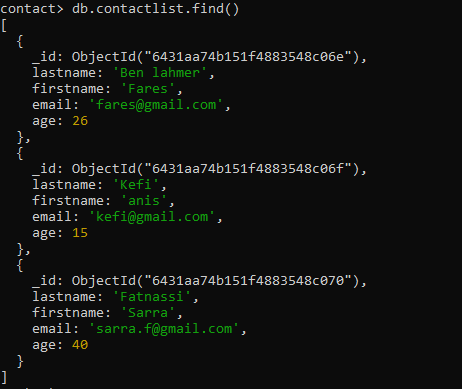 contact> db.contactlist.find()
[
  {
    _id: ObjectId("6431aa74b151f4883548c06e"),
    lastname: 'Ben lahmer',
    firstname: 'Fares',
    email: 'fares@gmail.com',
    age: 26
  },
  {
    _id: ObjectId("6431aa74b151f4883548c06f"),
    lastname: 'Kefi',
    firstname: 'anis',
    email: 'kefi@gmail.com',
    age: 15
  },
  {
    _id: ObjectId("6431aa74b151f4883548c070"),
    lastname: 'Fatnassi',
    firstname: 'Sarra',
    email: 'sarra.f@gmail.com',
    age: 40
  }
]